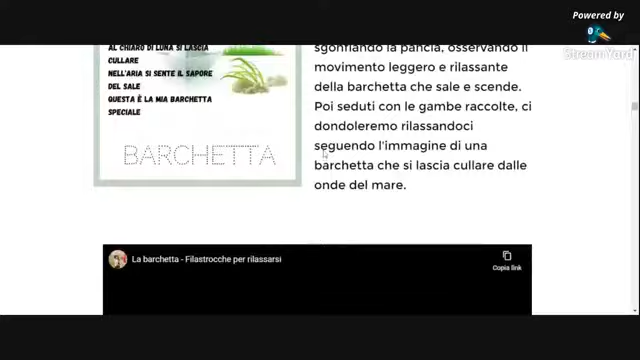 Powered by
StreamYard
AL CHIARO DI LUNA SI LASCIA
CULLARE
NELL'ARIA SI SENTE IL SAPORE
DEL SALE
QUESTA È LA MIA BARCHETTA
SPECIALE
BARCHETTA
sgonfiando la pancia, osservando il
movimento leggero e rilassante
della barchetta che sale e scende.
Poi seduti con le gambe raccolte, ci
dondoleremo rilassandoci
seguendo l'immagine di una
barchetta che si lascia cullare dalle
onde del mare.
La barchetta - Filastrocche per rilassarsi
Copia link